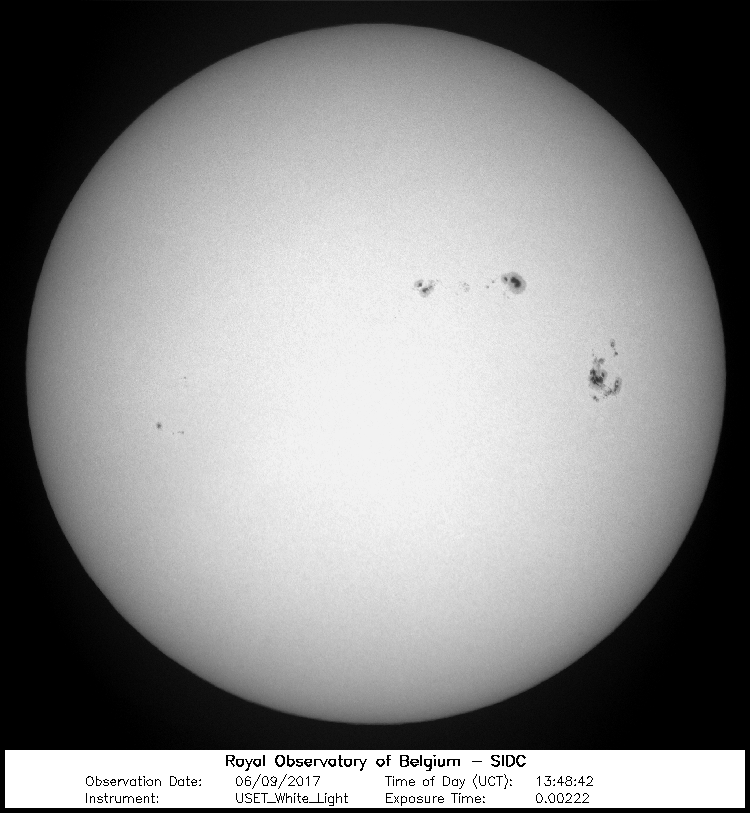 Royal Observatory of Belgium - SIDC
Observation Date: 06/09/2017 Time of Day (UCT): 13:48:42
Instrument: USET_White_Light Exposure Time: 0.00222